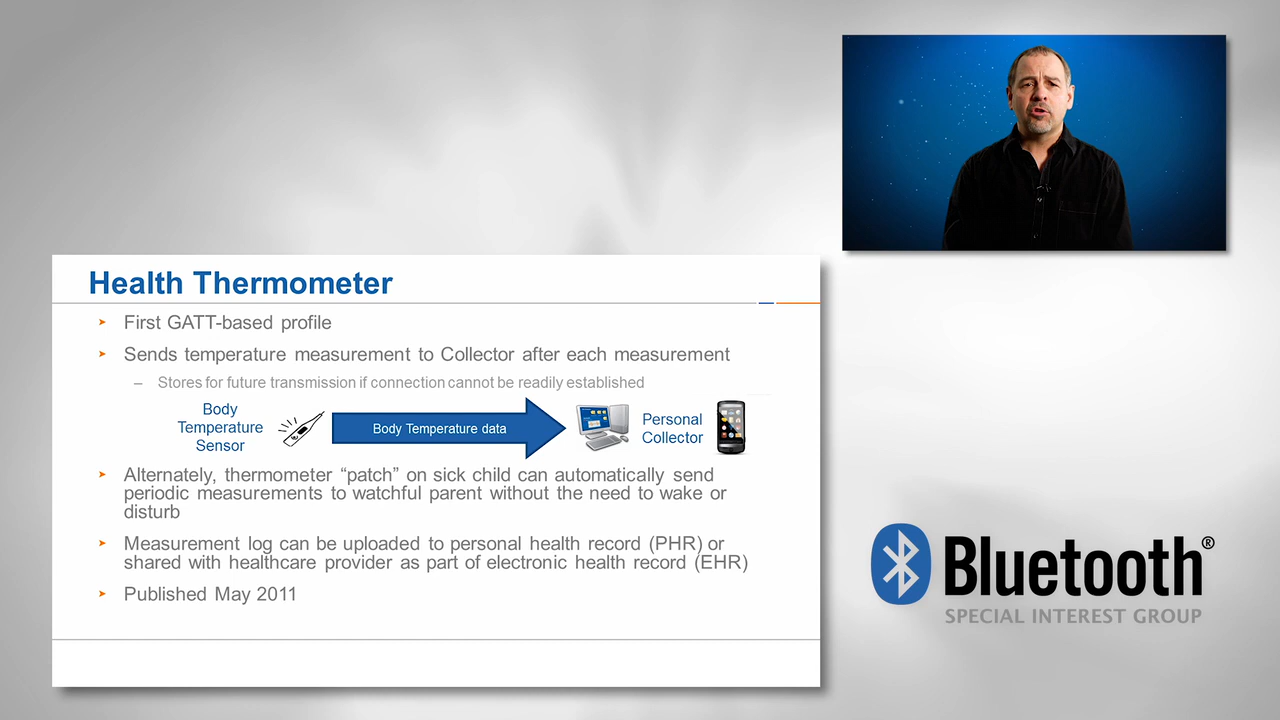 Health Thermometer
First GATT-based profile
Sends temperature measurement to Collector after each measurement
– Stores for future transmission if connection cannot be readily established
Body
Temperature
Sensor
Body Temperature data
Personal
Collector
Alternately, thermometer “patch” on sick child can automatically send
periodic measurements to watchful parent without the need to wake or
disturb
Measurement log can be uploaded to personal health record (PHR) or
shared with healthcare provider as part of electronic health record (EHR)
Published May 2011
Bluetooth®
SPECIAL INTEREST GROUP